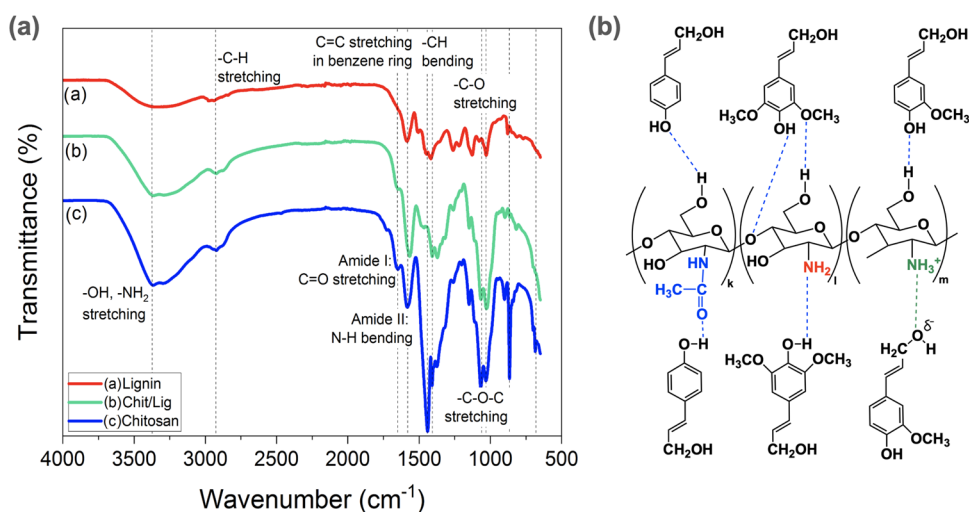 (a)
C=C stretching
in benzene ring
-CH
bending
-C-H
stretching
-C-O
stretching
(a)
(b)
(c)
Amide I:
C=O stretching
-OH, -NH₂
stretching
Amide II:
N-H bending
-C-O-C
stretching
(a)Lignin
(b)Chit/Lig
(c)Chitosan
Transmittance (%)
4000 3500 3000 2500 2000 1500 1000 500
Wavenumber (cm⁻¹)
(b)
CH₂OH CH₂OH CH₂OH
H₃CO OCH₃ OCH₃
OH OH OH
H H H
O O O
O O O O O O O
HO HN HO NH₂ NH₃⁺
k l m
H₃C C
O
O-H O-H O δ⁻
H₂C H
H₃CO OCH₃
OCH₃
CH₂OH CH₂OH OH